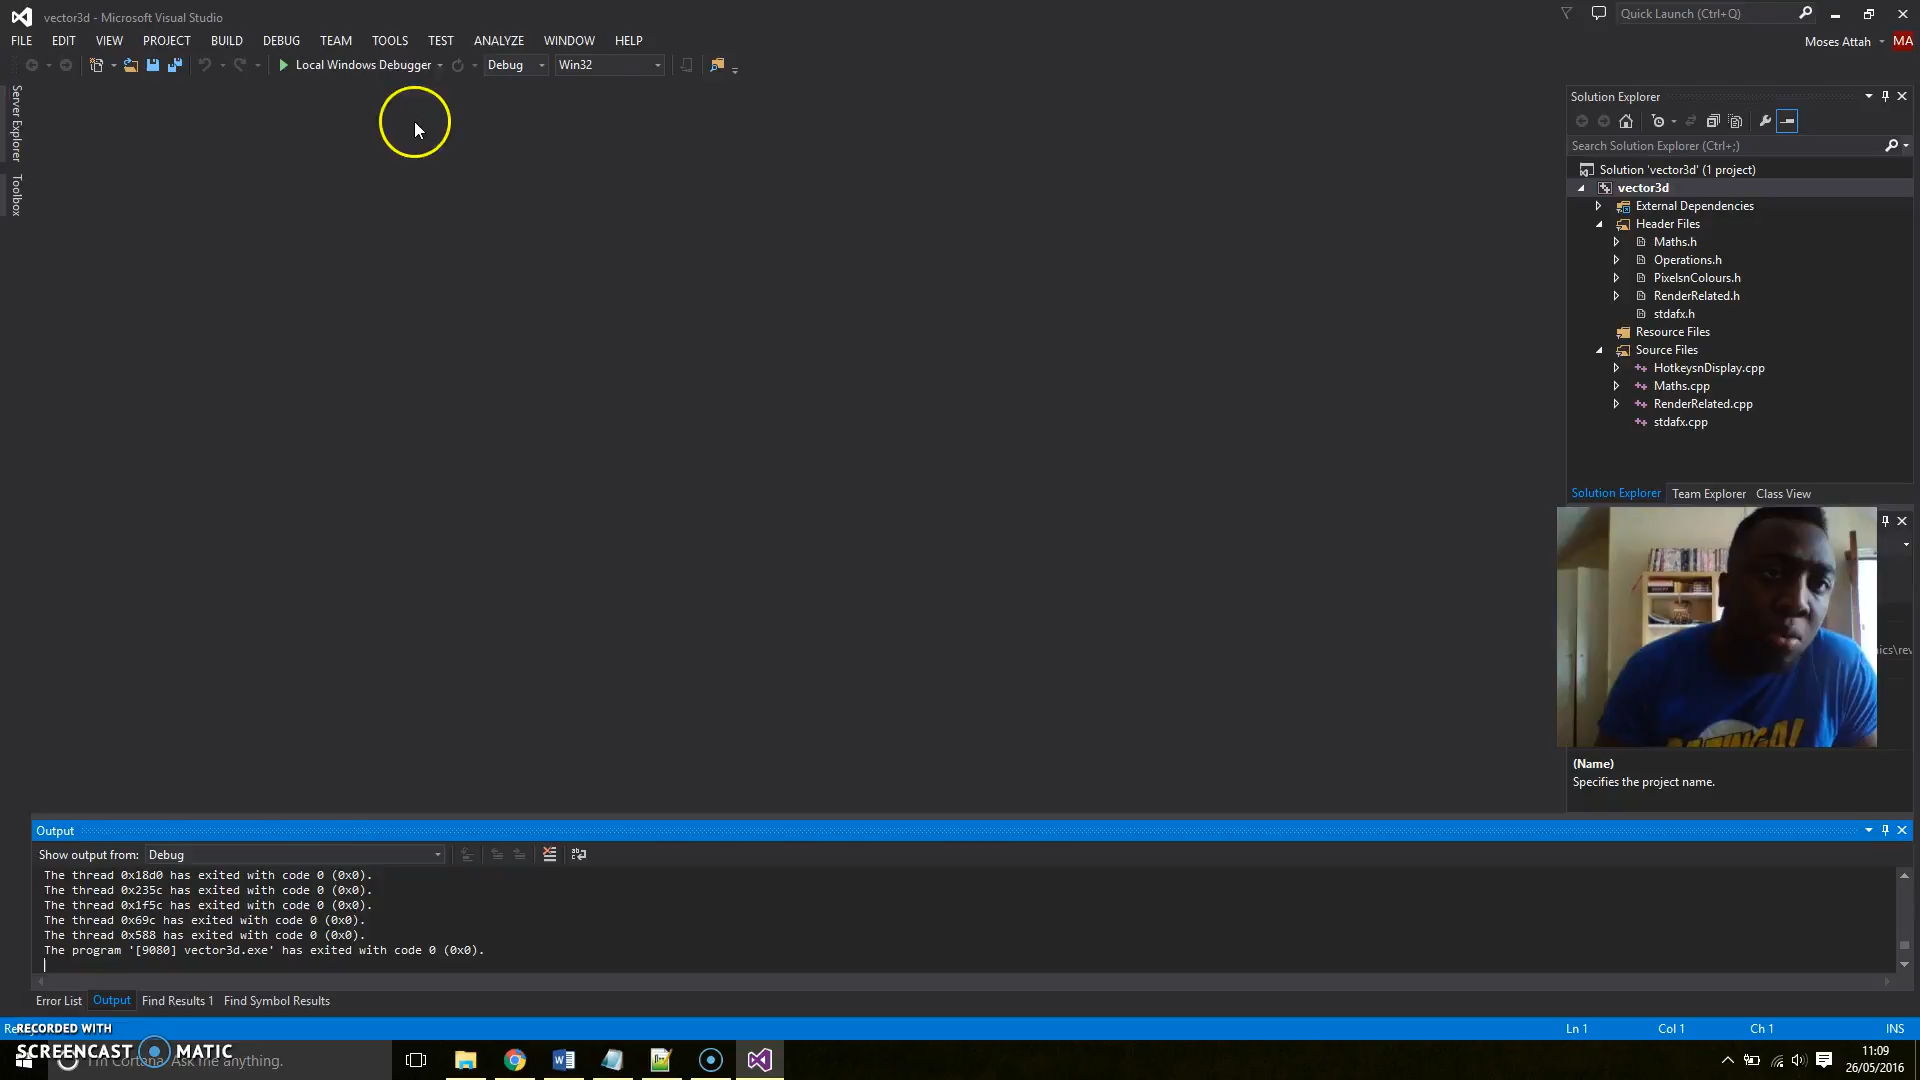 vector3d - Microsoft Visual Studio
Quick Launch (Ctrl+Q)
FILE EDIT VIEW PROJECT BUILD DEBUG TEAM TOOLS TEST ANALYZE WINDOW HELP
Moses Attah MA
Local Windows Debugger Debug Win32
Server Explorer
Toolbox
Solution Explorer
Search Solution Explorer (Ctrl+;)
Solution 'vector3d' (1 project)
vector3d
External Dependencies
Header Files
Maths.h
Operations.h
PixelsnColours.h
RenderRelated.h
stdafx.h
Resource Files
Source Files
HotkeysnDisplay.cpp
Maths.cpp
RenderRelated.cpp
stdafx.cpp
Solution Explorer Team Explorer Class View
(Name)
Specifies the project name.
Output
Show output from: Debug
The thread 0x18d0 has exited with code 0 (0x0).
The thread 0x235c has exited with code 0 (0x0).
The thread 0x1f5c has exited with code 0 (0x0).
The thread 0x69c has exited with code 0 (0x0).
The thread 0x588 has exited with code 0 (0x0).
The program '[9080] vector3d.exe' has exited with code 0 (0x0).
Error List Output Find Results 1 Find Symbol Results
Ln 1 Col 1 Ch 1 INS
RECORDED WITH
SCREENCAST MATIC
I'm Cortana. Ask me anything.
11:09
26/05/2016